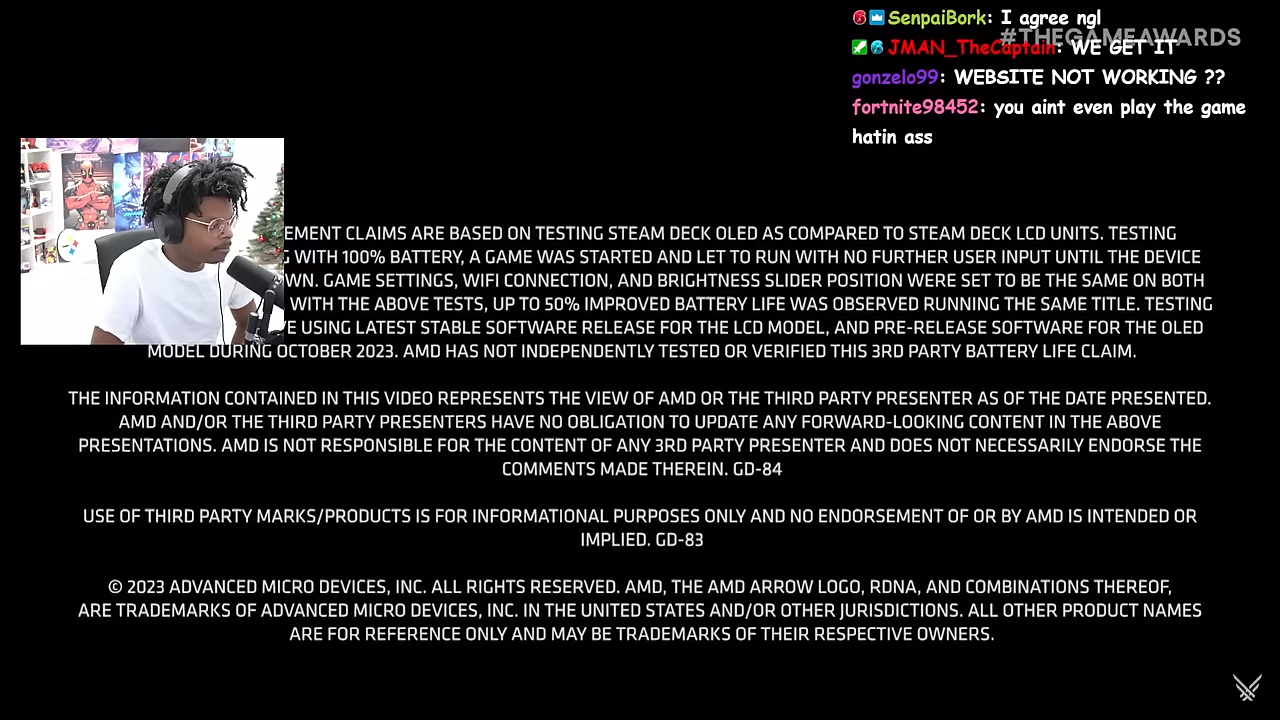 SenpaiBork: I agree ngl
#THEGAMEAWARDS
JMAN_TheCaptain: WE GET IT
gonzelo99: WEBSITE NOT WORKING ??
fortnite98452: you aint even play the game
hatin ass
EMENT CLAIMS ARE BASED ON TESTING STEAM DECK OLED AS COMPARED TO STEAM DECK LCD UNITS. TESTING
WITH 100% BATTERY, A GAME WAS STARTED AND LET TO RUN WITH NO FURTHER USER INPUT UNTIL THE DEVICE
WN. GAME SETTINGS, WIFI CONNECTION, AND BRIGHTNESS SLIDER POSITION WERE SET TO BE THE SAME ON BOTH
WITH THE ABOVE TESTS, UP TO 50% IMPROVED BATTERY LIFE WAS OBSERVED RUNNING THE SAME TITLE. TESTING
E USING LATEST STABLE SOFTWARE RELEASE FOR THE LCD MODEL, AND PRE-RELEASE SOFTWARE FOR THE OLED
MODEL DURING OCTOBER 2023. AMD HAS NOT INDEPENDENTLY TESTED OR VERIFIED THIS 3RD PARTY BATTERY LIFE CLAIM.
THE INFORMATION CONTAINED IN THIS VIDEO REPRESENTS THE VIEW OF AMD OR THE THIRD PARTY PRESENTER AS OF THE DATE PRESENTED.
AMD AND/OR THE THIRD PARTY PRESENTERS HAVE NO OBLIGATION TO UPDATE ANY FORWARD-LOOKING CONTENT IN THE ABOVE
PRESENTATIONS. AMD IS NOT RESPONSIBLE FOR THE CONTENT OF ANY 3RD PARTY PRESENTER AND DOES NOT NECESSARILY ENDORSE THE
COMMENTS MADE THEREIN. GD-84
USE OF THIRD PARTY MARKS/PRODUCTS IS FOR INFORMATIONAL PURPOSES ONLY AND NO ENDORSEMENT OF OR BY AMD IS INTENDED OR
IMPLIED. GD-83
© 2023 ADVANCED MICRO DEVICES, INC. ALL RIGHTS RESERVED. AMD, THE AMD ARROW LOGO, RDNA, AND COMBINATIONS THEREOF,
ARE TRADEMARKS OF ADVANCED MICRO DEVICES, INC. IN THE UNITED STATES AND/OR OTHER JURISDICTIONS. ALL OTHER PRODUCT NAMES
ARE FOR REFERENCE ONLY AND MAY BE TRADEMARKS OF THEIR RESPECTIVE OWNERS.